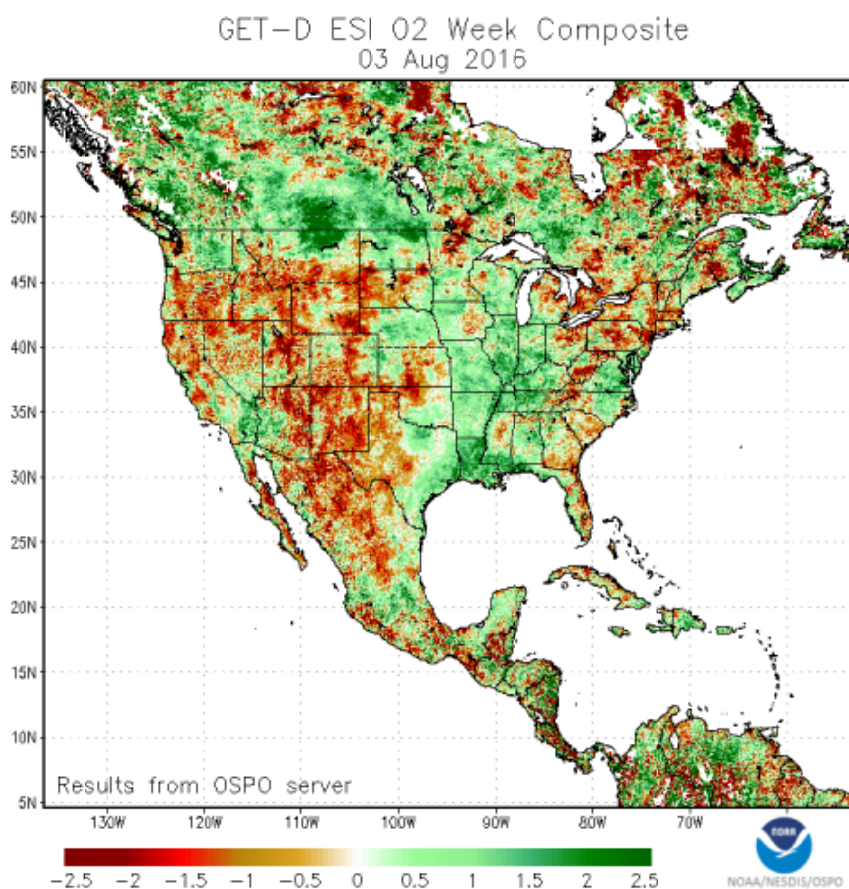 GET-D ESI 02 Week Composite
03 Aug 2016
60N
55N
50N
45N
40N
35N
30N
25N
20N
15N
10N
5N
Results from OSPO server
130W 120W 110W 100W 90W 80W 70W
-2.5 -2 -1.5 -1 -0.5 0 0.5 1 1.5 2 2.5
NOAA
NOAA/NESDIS/OSPO